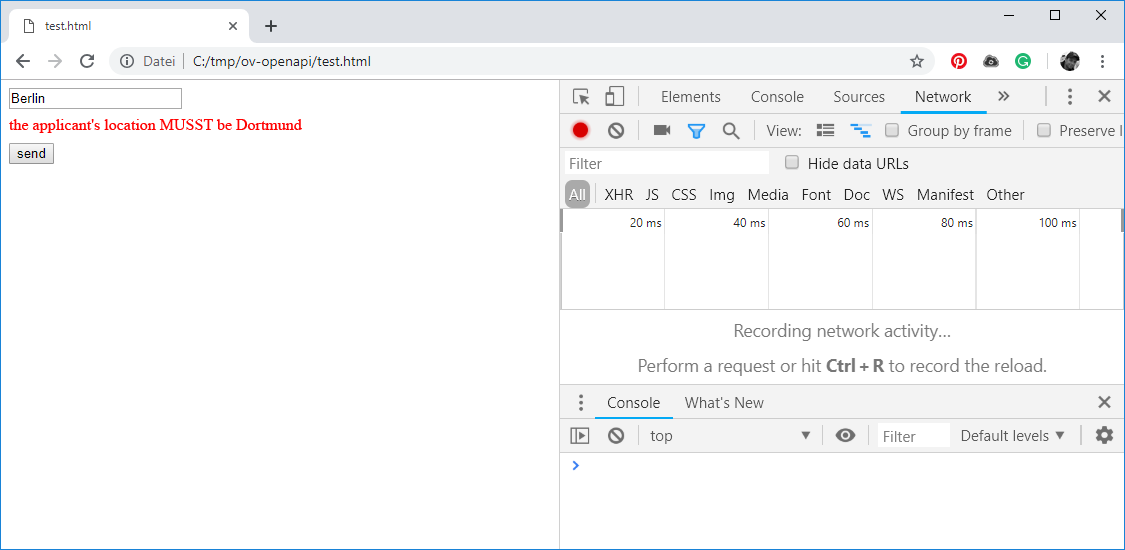 test.html
Datei C:/tmp/ov-openapi/test.html
Berlin
the applicant's location MUSST be Dortmund
send
Elements Console Sources Network
View: Group by frame Preserve l
Filter Hide data URLs
All XHR JS CSS Img Media Font Doc WS Manifest Other
20 ms 40 ms 60 ms 80 ms 100 ms
Recording network activity...
Perform a request or hit Ctrl + R to record the reload.
Console What's New
top Filter Default levels